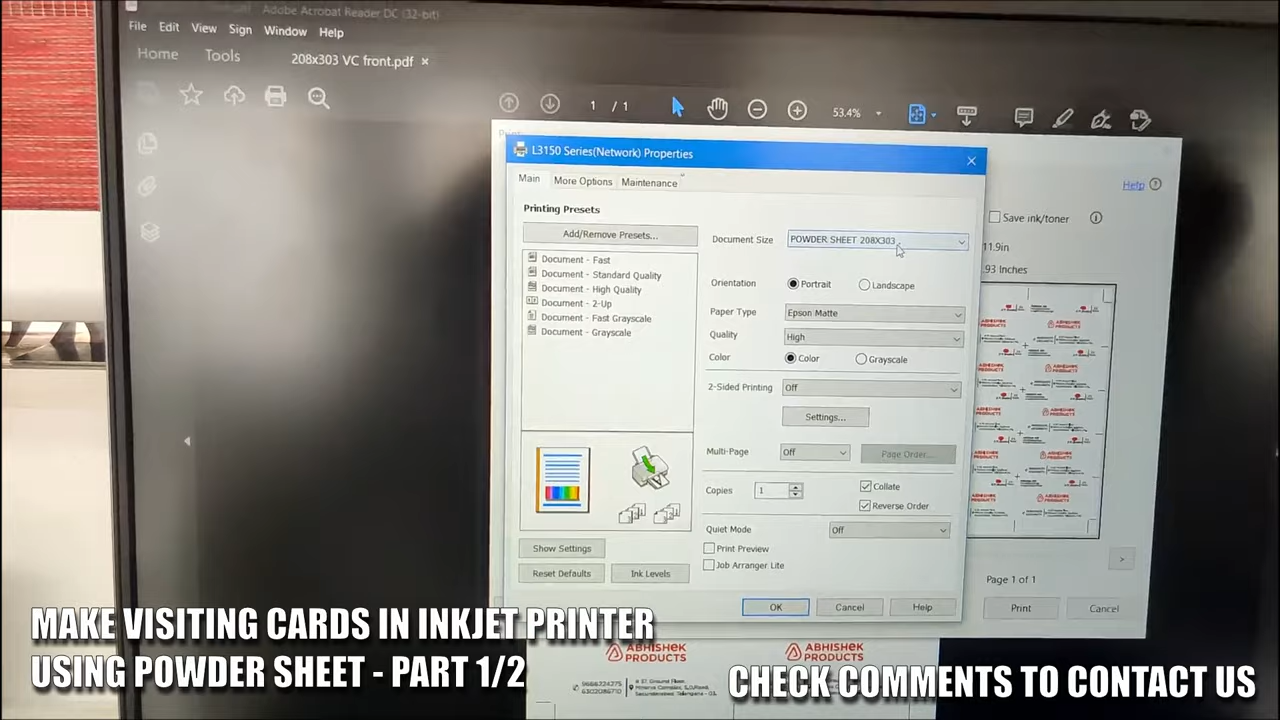 Adobe Acrobat Reader DC (32-bit)
File Edit View Sign Window Help
Home Tools 208x303 VC front.pdf ×
1 / 1 53.4%
L3150 Series(Network) Properties
Help
Main More Options Maintenance
Save ink/toner
Printing Presets
Add/Remove Presets...
Document - Fast
Document - Standard Quality
Document - High Quality
Document - 2-Up
Document - Fast Grayscale
Document - Grayscale
Show Settings
Reset Defaults Ink Levels
Document Size POWDER SHEET 208X303
Orientation Portrait Landscape
Paper Type Epson Matte
Quality High
Color Color Grayscale
2-Sided Printing Off
Settings...
Multi-Page Off Page Order...
Copies 1 Collate
Reverse Order
Quiet Mode Off
Print Preview
Job Arranger Lite
OK Cancel Help
11.9in
.93 Inches
ABHISHEK PRODUCTS
Page 1 of 1
Print Cancel
ABHISHEK PRODUCTS
ABHISHEK PRODUCTS
MAKE VISITING CARDS IN INKJET PRINTER
USING POWDER SHEET - PART 1/2
CHECK COMMENTS TO CONTACT US